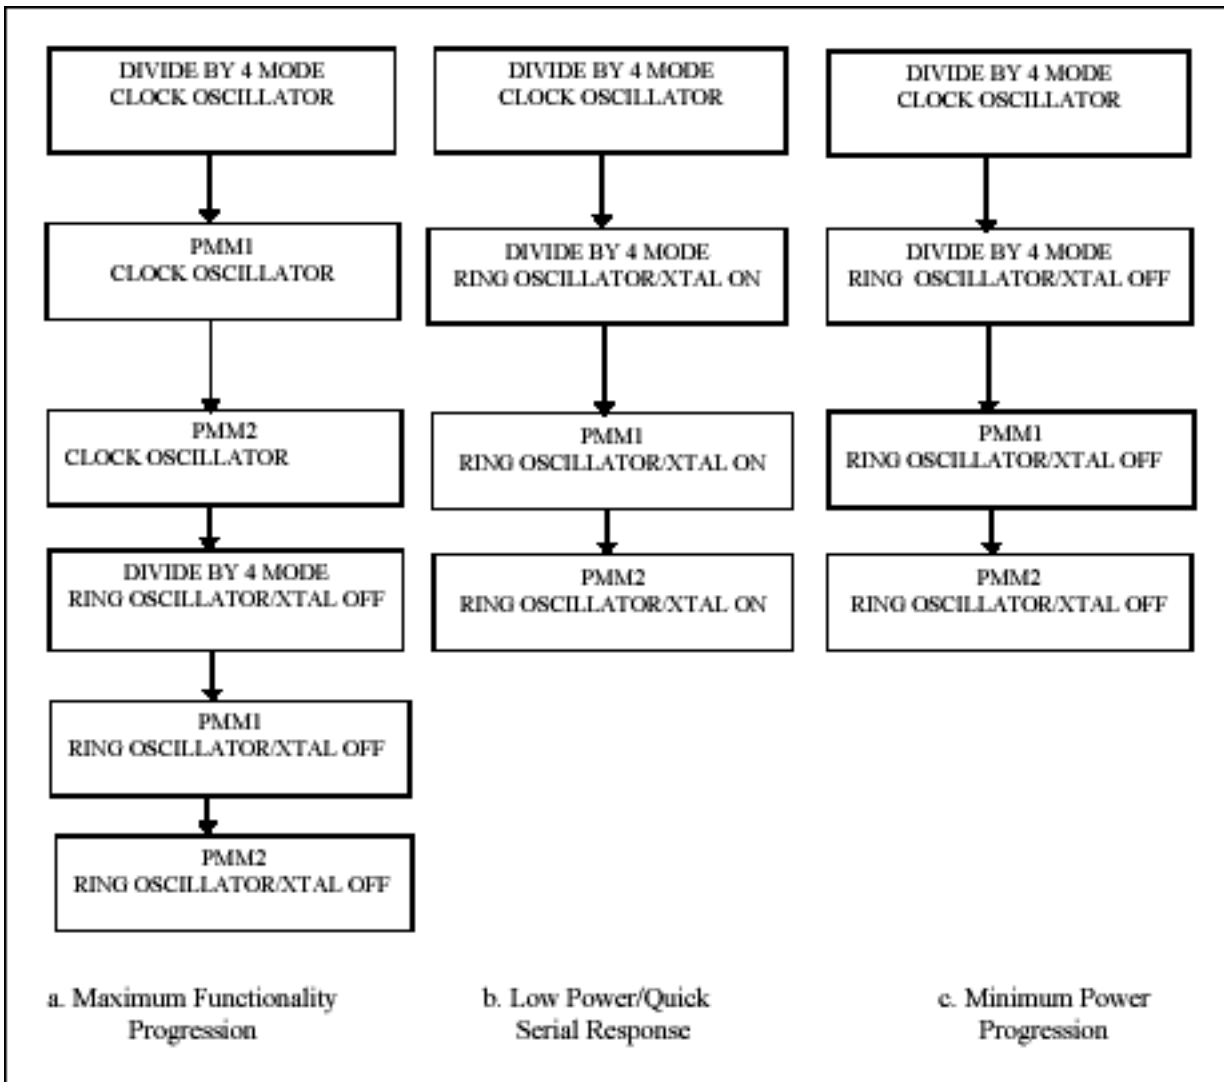 DIVIDE BY 4 MODE
CLOCK OSCILLATOR
PMM1
CLOCK OSCILLATOR
PMM2
CLOCK OSCILLATOR
DIVIDE BY 4 MODE
RING OSCILLATOR/XTAL OFF
PMM1
RING OSCILLATOR/XTAL OFF
PMM2
RING OSCILLATOR/XTAL OFF
a. Maximum Functionality
Progression
DIVIDE BY 4 MODE
CLOCK OSCILLATOR
DIVIDE BY 4 MODE
RING OSCILLATOR/XTAL ON
PMM1
RING OSCILLATOR/XTAL ON
PMM2
RING OSCILLATOR/XTAL ON
b. Low Power/Quick
Serial Response
DIVIDE BY 4 MODE
CLOCK OSCILLATOR
DIVIDE BY 4 MODE
RING OSCILLATOR/XTAL OFF
PMM1
RING OSCILLATOR/XTAL OFF
PMM2
RING OSCILLATOR/XTAL OFF
c. Minimum Power
Progression